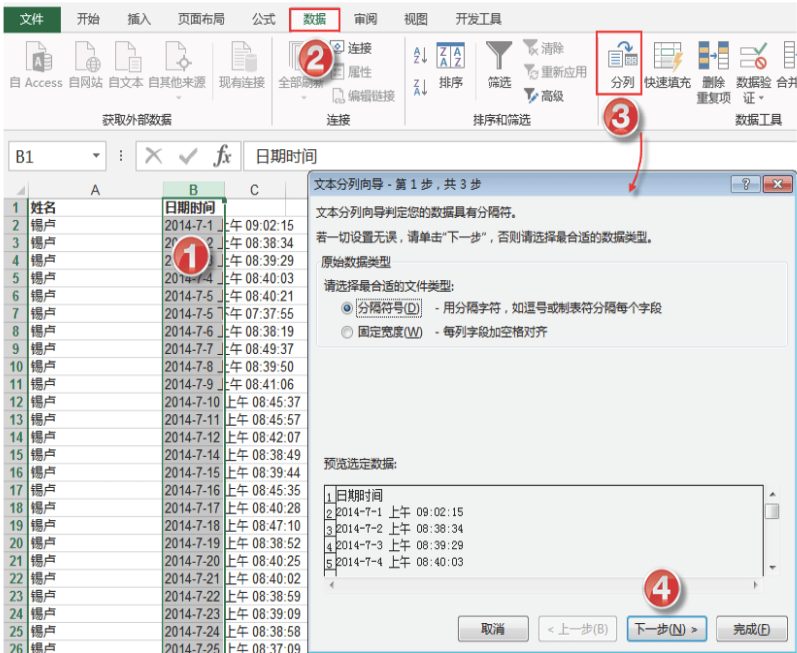 文件 开始 插入 页面布局 公式 数据 审阅 视图 开发工具
2
自 Access 自网站 自文本 自其他来源 现有连接 全部刷新 连接 属性 编辑链接
排序 筛选 清除 重新应用 高级
分列 快速填充 删除重复项 数据验证 合并
获取外部数据 连接 排序和筛选 数据工具
3
B1 fx 日期时间
A B C
1 姓名 日期时间
2 锡卢 2014-7-1 上午 09:02:15
3 锡卢 2 上午 08:38:34
4 锡卢 2 上午 08:39:29
5 锡卢 2014-7-4 上午 08:40:03
6 锡卢 2014-7-5 上午 08:40:21
7 锡卢 2014-7-5 下午 07:37:55
8 锡卢 2014-7-6 上午 08:38:19
9 锡卢 2014-7-7 上午 08:49:37
10 锡卢 2014-7-8 上午 08:39:50
11 锡卢 2014-7-9 上午 08:41:06
12 锡卢 2014-7-10 上午 08:45:37
13 锡卢 2014-7-11 上午 08:45:57
14 锡卢 2014-7-12 上午 08:42:07
15 锡卢 2014-7-14 上午 08:38:49
16 锡卢 2014-7-15 上午 08:39:44
17 锡卢 2014-7-16 上午 08:45:35
18 锡卢 2014-7-17 上午 08:40:28
19 锡卢 2014-7-18 上午 08:47:10
20 锡卢 2014-7-19 上午 08:38:52
21 锡卢 2014-7-20 上午 08:40:25
22 锡卢 2014-7-21 上午 08:40:02
23 锡卢 2014-7-22 上午 08:38:59
24 锡卢 2014-7-23 上午 08:39:09
25 锡卢 2014-7-24 上午 08:38:58
26 锡卢 2014-7-25 上午 08:37:09
1
文本分列向导 - 第 1 步，共 3 步
文本分列向导判定您的数据具有分隔符。
若一切设置无误，请单击“下一步”，否则请选择最合适的数据类型。
原始数据类型
请选择最合适的文件类型:
分隔符号(D) - 用分隔字符，如逗号或制表符分隔每个字段
固定宽度(W) - 每列字段加空格对齐
预览选定数据:
1 日期时间
2 2014-7-1 上午 09:02:15
3 2014-7-2 上午 08:38:34
4 2014-7-3 上午 08:39:29
5 2014-7-4 上午 08:40:03
4
取消 < 上一步(B) 下一步(N) > 完成(F)